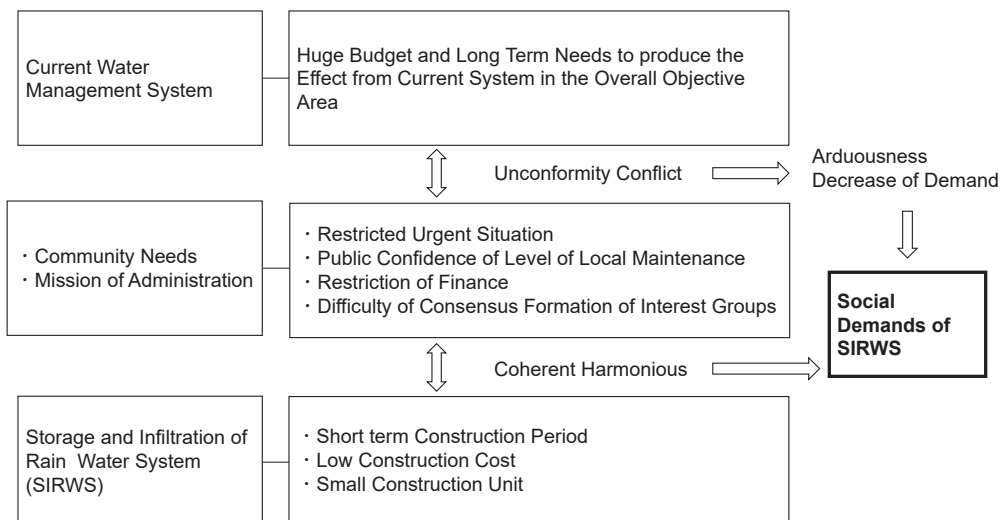 Current Water
Management System
Huge Budget and Long Term Needs to produce the
Effect from Current System in the Overall Objective
Area
Unconformity Conflict
Arduousness
Decrease of Demand
・Community Needs
・Mission of Administration
・Restricted Urgent Situation
・Public Confidence of Level of Local Maintenance
・Restriction of Finance
・Difficulty of Consensus Formation of Interest Groups
Social
Demands of
SIRWS
Coherent Harmonious
Storage and Infiltration of
Rain Water System
(SIRWS)
・Short term Construction Period
・Low Construction Cost
・Small Construction Unit